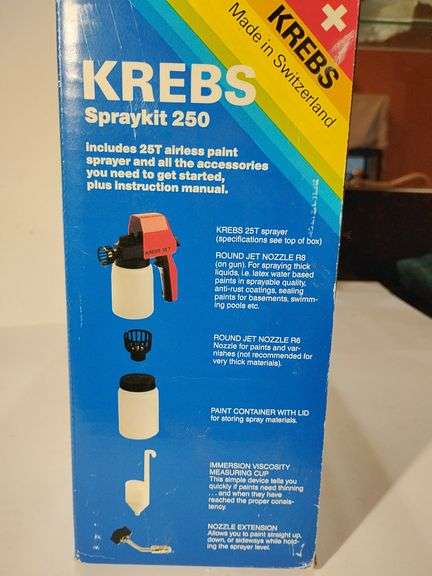 KREBS
Made in Switzerland
KREBS
Spraykit 250
includes 25T airless paint
sprayer and all the accessories
you need to get started,
plus instruction manual.
KREBS 25T sprayer
(specifications see top of box)
KREBS JET
ROUND JET NOZZLE R8
(on gun). For spraying thick
liquids, i.e. latex water based
paints in sprayable quality,
anti-rust coatings, sealing
paints for basements, swimm-
ing pools etc.
ROUND JET NOZZLE R6
Nozzle for paints and var-
nishes (not recommended for
very thick materials).
PAINT CONTAINER WITH LID
for storing spray materials.
IMMERSION VISCOSITY
MEASURING CUP
This simple device tells you
quickly if paints need thinning
...and when they have
reached the proper consis-
tency.
NOZZLE EXTENSION
Allows you to paint straight up,
down, or sideways while hold-
ing the sprayer level.